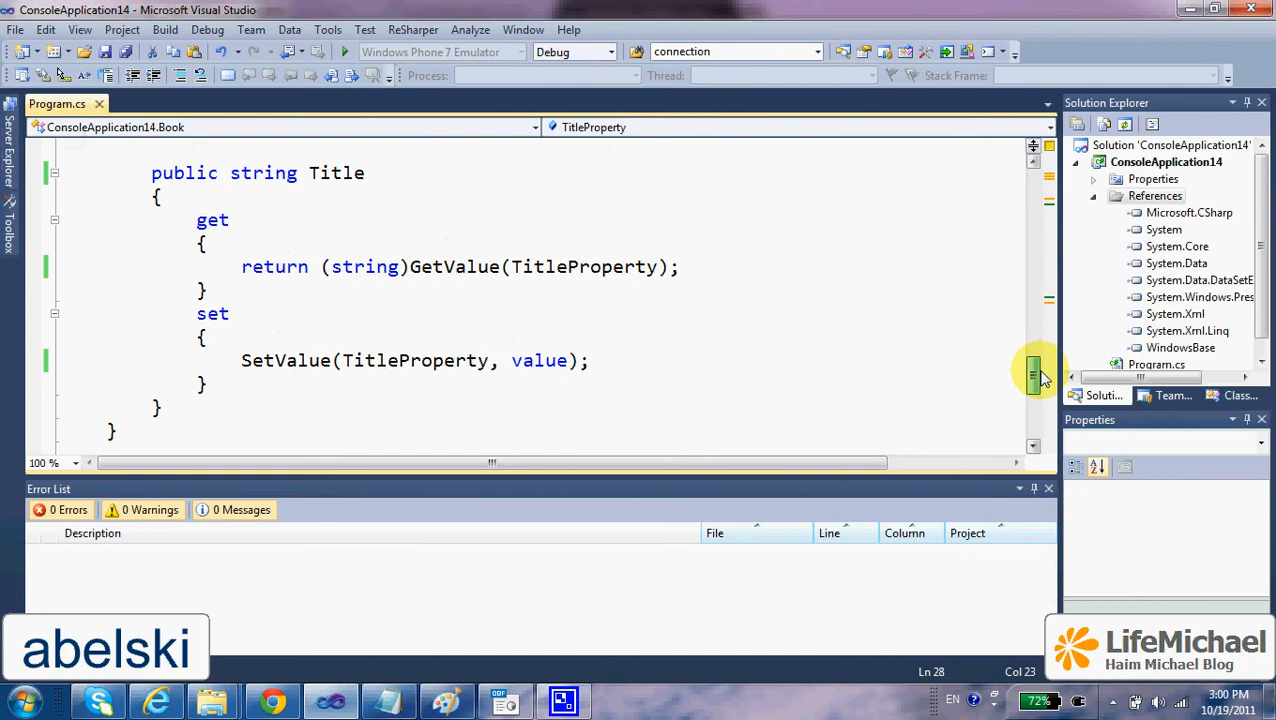 ConsoleApplication14 - Microsoft Visual Studio
File Edit View Project Build Debug Team Data Tools Test ReSharper Analyze Window Help
Windows Phone 7 Emulator Debug connection
Process: Thread: Stack Frame:
Program.cs
ConsoleApplication14.Book TitleProperty
Server Explorer
Toolbox
public string Title
{
get
{
return (string)GetValue(TitleProperty);
}
set
{
SetValue(TitleProperty, value);
}
}
}
100 %
Solution Explorer
Solution 'ConsoleApplication14'
ConsoleApplication14
Properties
References
Microsoft.CSharp
System
System.Core
System.Data
System.Data.DataSetE
System.Windows.Pres
System.Xml
System.Xml.Linq
WindowsBase
Program.cs
Soluti... Team... Class...
Properties
Error List
0 Errors 0 Warnings 0 Messages
Description File Line Column Project
abelski
LifeMichael
Haim Michael Blog
Ln 28 Col 23
EN 72% 3:00 PM
10/19/2011